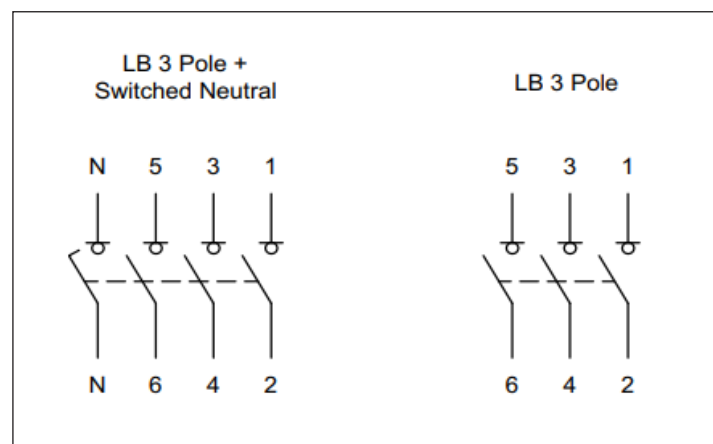 LB 3 Pole +
Switched Neutral
N 5 3 1
N 6 4 2
LB 3 Pole
5 3 1
6 4 2